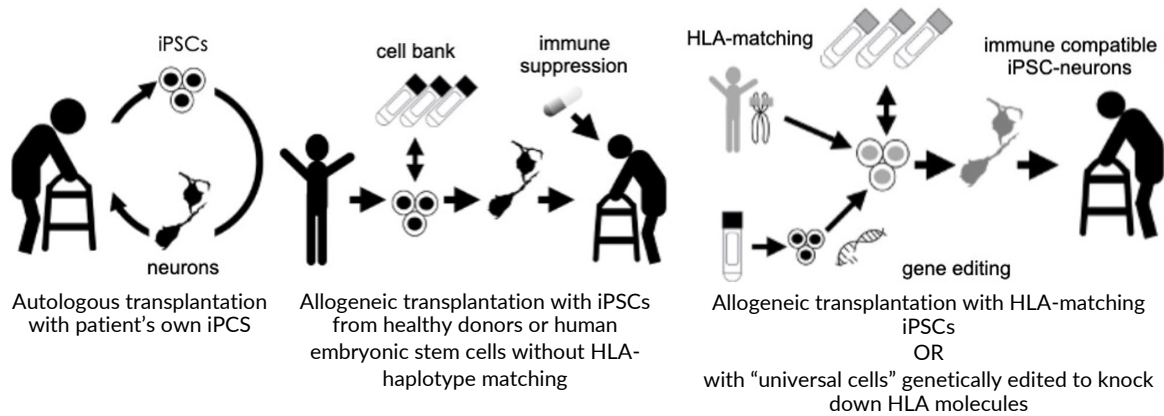 iPSCs
neurons
Autologous transplantation
with patient's own iPCS
cell bank
immune
suppression
Allogeneic transplantation with iPSCs
from healthy donors or human
embryonic stem cells without HLA-
haplotype matching
HLA-matching
immune compatible
iPSC-neurons
gene editing
Allogeneic transplantation with HLA-matching
iPSCs
OR
with “universal cells” genetically edited to knock
down HLA molecules